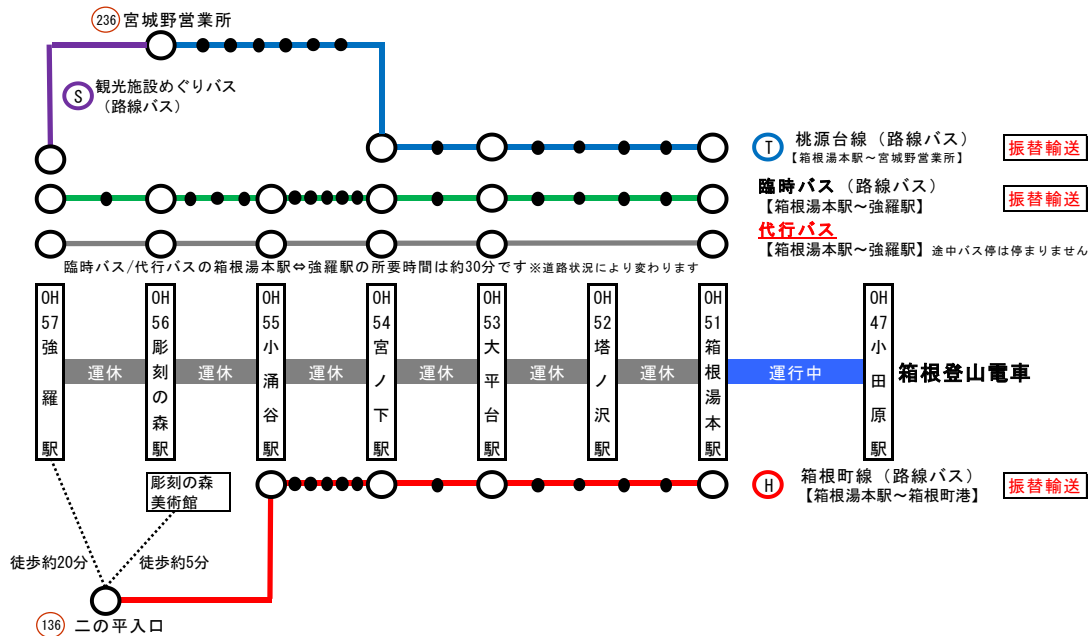 236 宮城野営業所
S 観光施設めぐりバス
（路線バス）
T 桃源台線（路線バス）
【箱根湯本駅～宮城野営業所】
振替輸送
臨時バス（路線バス）
【箱根湯本駅～強羅駅】
振替輸送
代行バス
【箱根湯本駅～強羅駅】途中バス停は停まりません
臨時バス/代行バスの箱根湯本駅⇔強羅駅の所要時間は約30分です※道路状況により変わります
OH57強羅駅
運休
OH56彫刻の森駅
運休
OH55小涌谷駅
運休
OH54宮ノ下駅
運休
OH53大平台駅
運休
OH52塔ノ沢駅
運休
OH51箱根湯本駅
運行中
OH47小田原駅
箱根登山電車
彫刻の森
美術館
H 箱根町線（路線バス）
【箱根湯本駅～箱根町港】
振替輸送
徒歩約20分
徒歩約5分
136 二の平入口